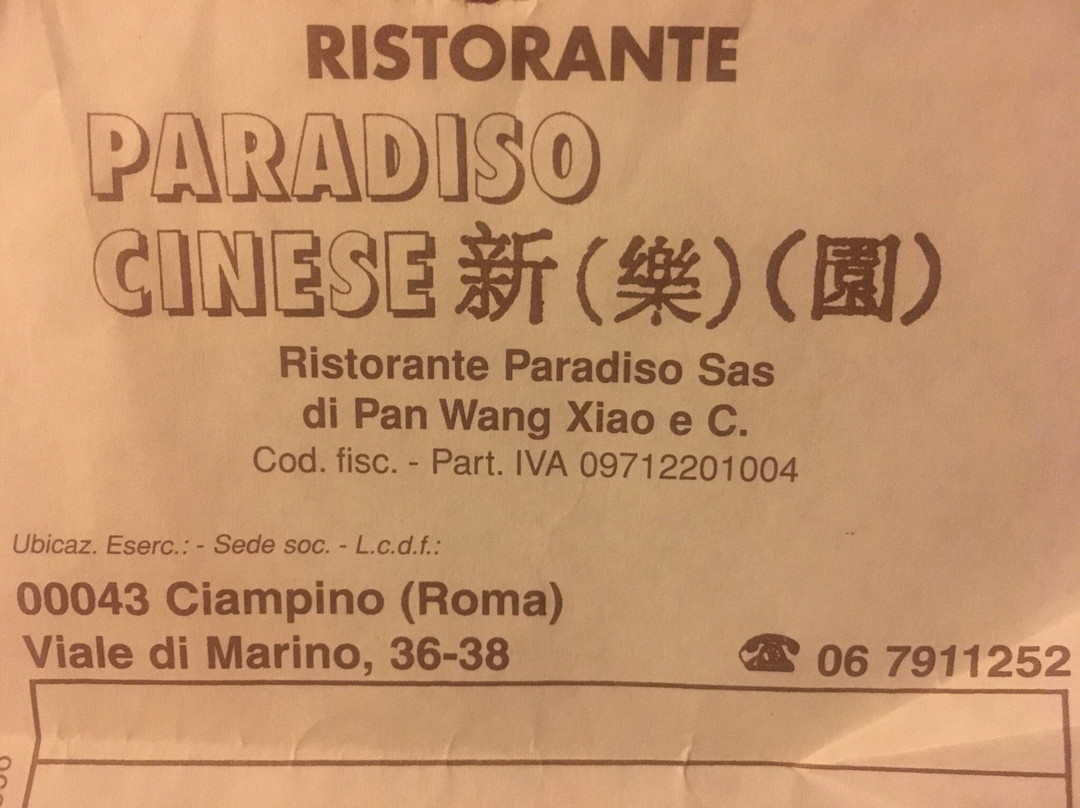 RISTORANTE
PARADISO
CINESE 新(樂)(園)
Ristorante Paradiso Sas
di Pan Wang Xiao e C.
Cod. fisc. - Part. IVA 09712201004
Ubicaz. Eserc.: - Sede soc. - L.c.d.f.:
00043 Ciampino (Roma)
Viale di Marino, 36-38 ☎ 06 7911252